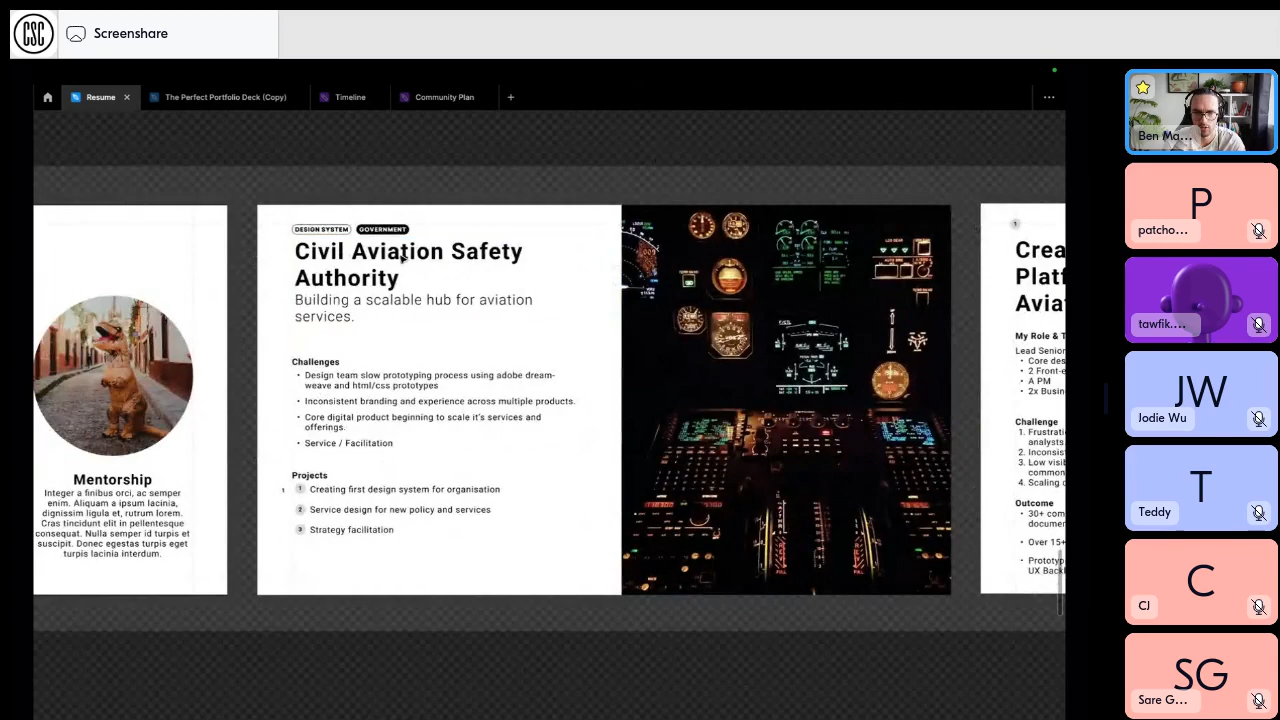 CSC
Screenshare
Resume
The Perfect Portfolio Deck (Copy)
Timeline
Community Plan
DESIGN SYSTEM
GOVERNMENT
Civil Aviation Safety
Authority
Building a scalable hub for aviation
services.
Challenges
• Design team slow prototyping process using adobe dream-
weave and html/css prototypes
• Inconsistent branding and experience across multiple products.
• Core digital product beginning to scale it's services and
offerings.
• Service / Facilitation
Projects
1 Creating first design system for organisation
2 Service design for new policy and services
3 Strategy facilitation
Mentorship
Integer a finibus orci, ac semper
enim. Aliquam a ipsum lacinia,
dignissim ligula et, rutrum lorem.
Cras tincidunt elit in pellentesque
consequat. Nulla semper id turpis et
suscipit. Donec egestas turpis eget
turpis lacinia interdum.
1
Crea
Platf
Aviat
My Role & T
Lead Senior
• Core des
• 2 Front-e
• A PM
• 2x Busin
Challenge
1. Frustratio
analysts.
2. Inconsist
3. Low visib
common
4. Scaling c
Outcome
• 30+ com
docume
• Over 15+
• Prototyp
UX Back
Ben Ma...
P
patcho...
tawfik....
JW
Jodie Wu
T
Teddy
C
CJ
SG
Sare G...